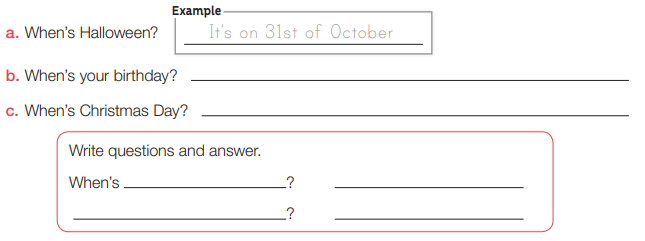 Example
a. When's Halloween? It's on 31st of October
b. When's your birthday?
c. When's Christmas Day?
Write questions and answer.
When's ?
?